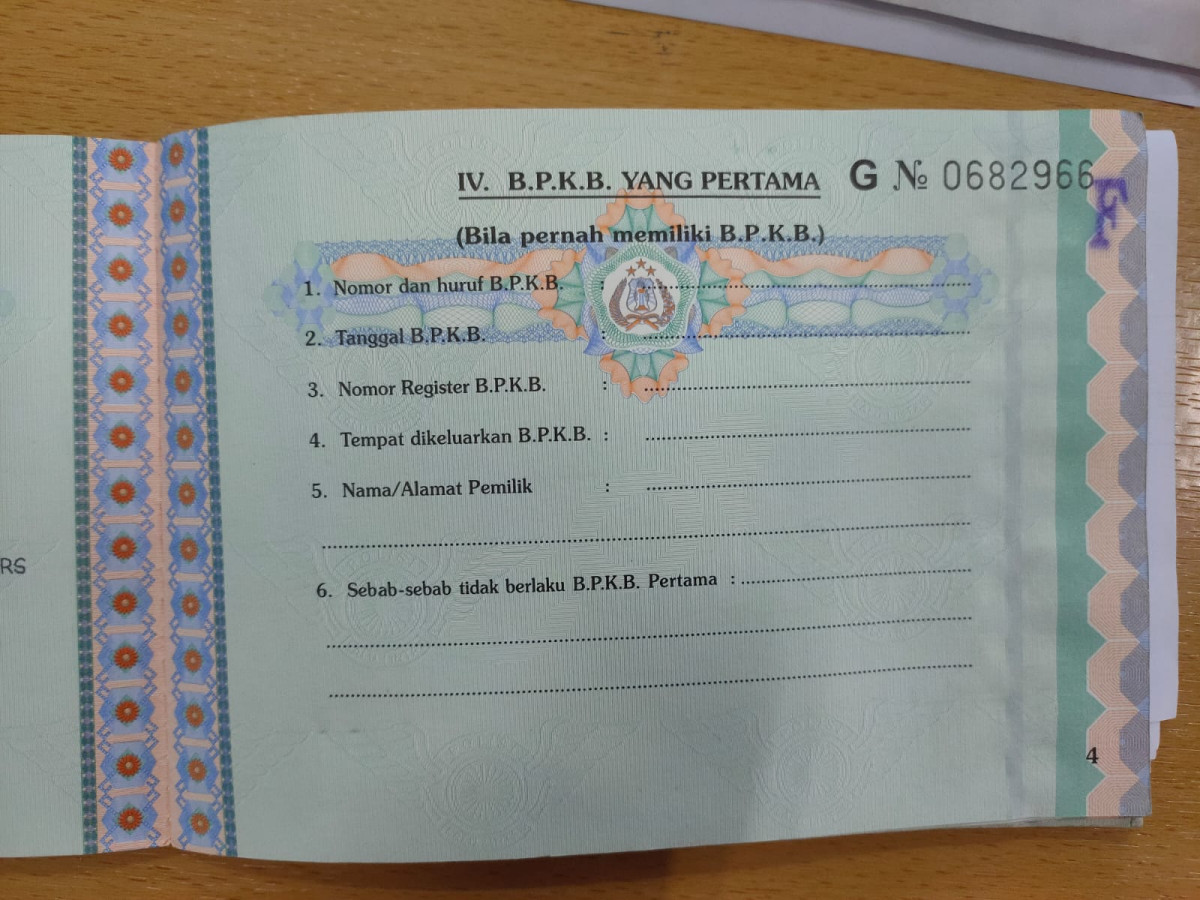 IV. B.P.K.B. YANG PERTAMA
G № 0682966
(Bila pernah memiliki B.P.K.B.)
1. Nomor dan huruf B.P.K.B. : ..........
2. Tanggal B.P.K.B. : ..........
3. Nomor Register B.P.K.B. : ..........
4. Tempat dikeluarkan B.P.K.B. : ..........
5. Nama/Alamat Pemilik : ..........
..........
RS
6. Sebab-sebab tidak berlaku B.P.K.B. Pertama : ..........
..........
..........
4